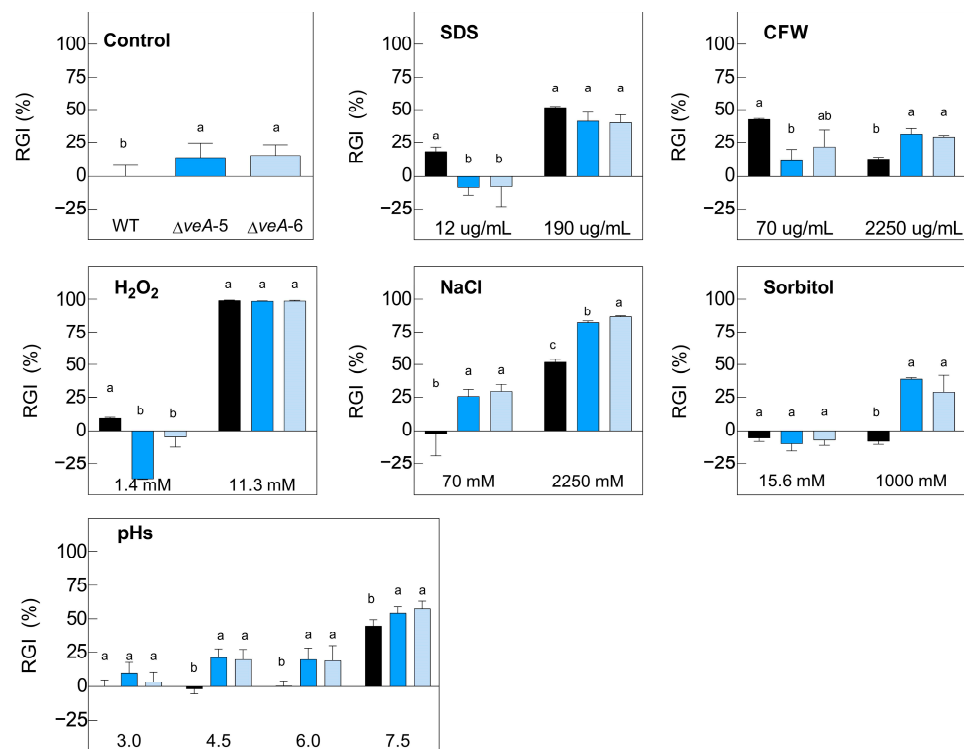 Control
SDS
CFW
RGI (%)
100
75
50
25
0
−25
b a a
WT ΔveA-5 ΔveA-6
RGI (%)
100
75
50
25
0
−25
a b b a a a
12 ug/mL 190 ug/mL
RGI (%)
100
75
50
25
0
−25
a b ab b a a
70 ug/mL 2250 ug/mL
H₂O₂
NaCl
Sorbitol
RGI (%)
100
75
50
25
0
−25
a b b a a a
1.4 mM 11.3 mM
RGI (%)
100
75
50
25
0
−25
b a a c b a
70 mM 2250 mM
RGI (%)
100
75
50
25
0
−25
a a a b a a
15.6 mM 1000 mM
pHs
RGI (%)
100
75
50
25
0
−25
a a a b a a b a a b a a
3.0 4.5 6.0 7.5